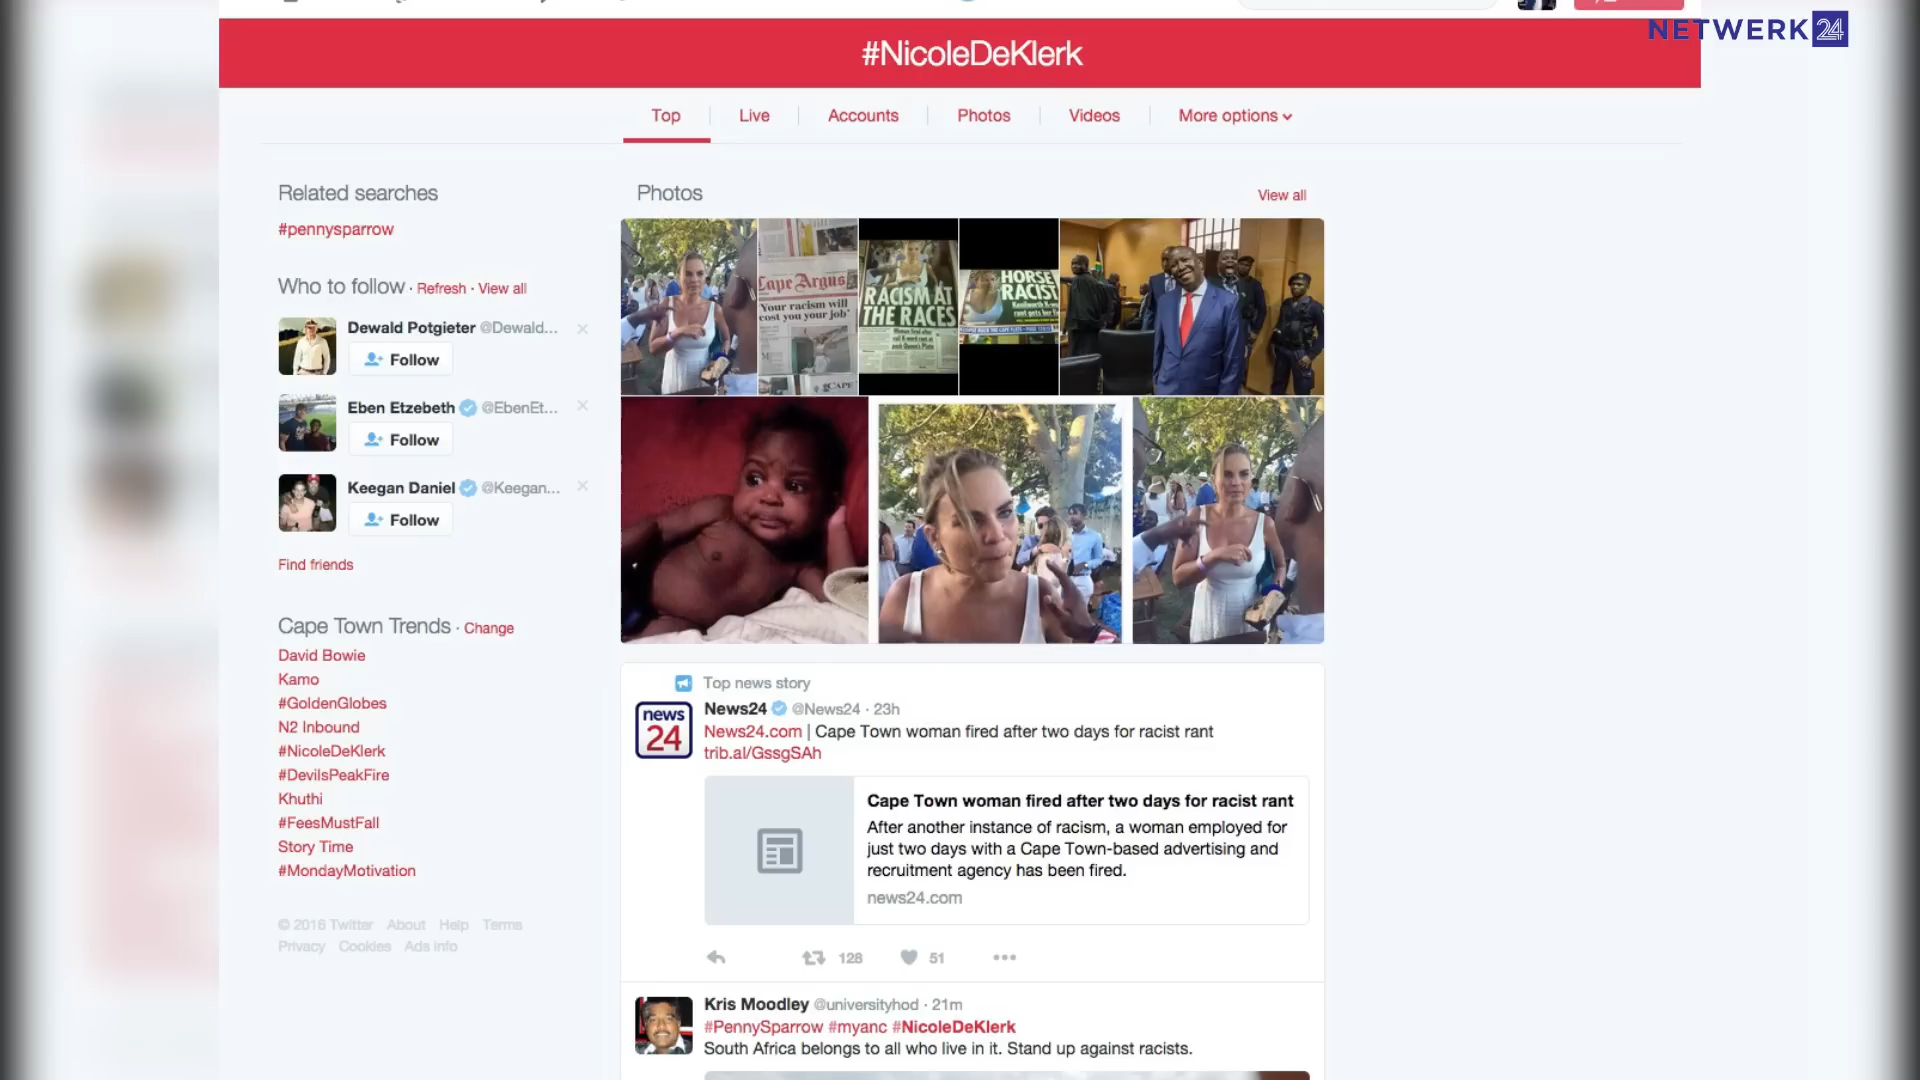 NETWERK24
#NicoleDeKlerk
Top
Live
Accounts
Photos
Videos
More options
Related searches
#pennysparrow
Who to follow · Refresh · View all
Dewald Potgieter @Dewald...
Follow
Eben Etzebeth @EbenEt...
Follow
Keegan Daniel @Keegan...
Follow
Find friends
Cape Town Trends · Change
David Bowie
Kamo
#GoldenGlobes
N2 Inbound
#NicoleDeKlerk
#DevilsPeakFire
Khuthi
#FeesMustFall
Story Time
#MondayMotivation
© 2016 Twitter About Help Terms
Privacy Cookies Ads info
Photos
View all
Cape Argus
Your racism will
cost you your job'
RACISM AT
THE RACES
HORSE
RACIST
Top news story
news
24
News24 @News24 · 23h
News24.com | Cape Town woman fired after two days for racist rant
trib.al/GssgSAh
Cape Town woman fired after two days for racist rant
After another instance of racism, a woman employed for
just two days with a Cape Town-based advertising and
recruitment agency has been fired.
news24.com
128
51
Kris Moodley @universityhod · 21m
#PennySparrow #myanc #NicoleDeKlerk
South Africa belongs to all who live in it. Stand up against racists.